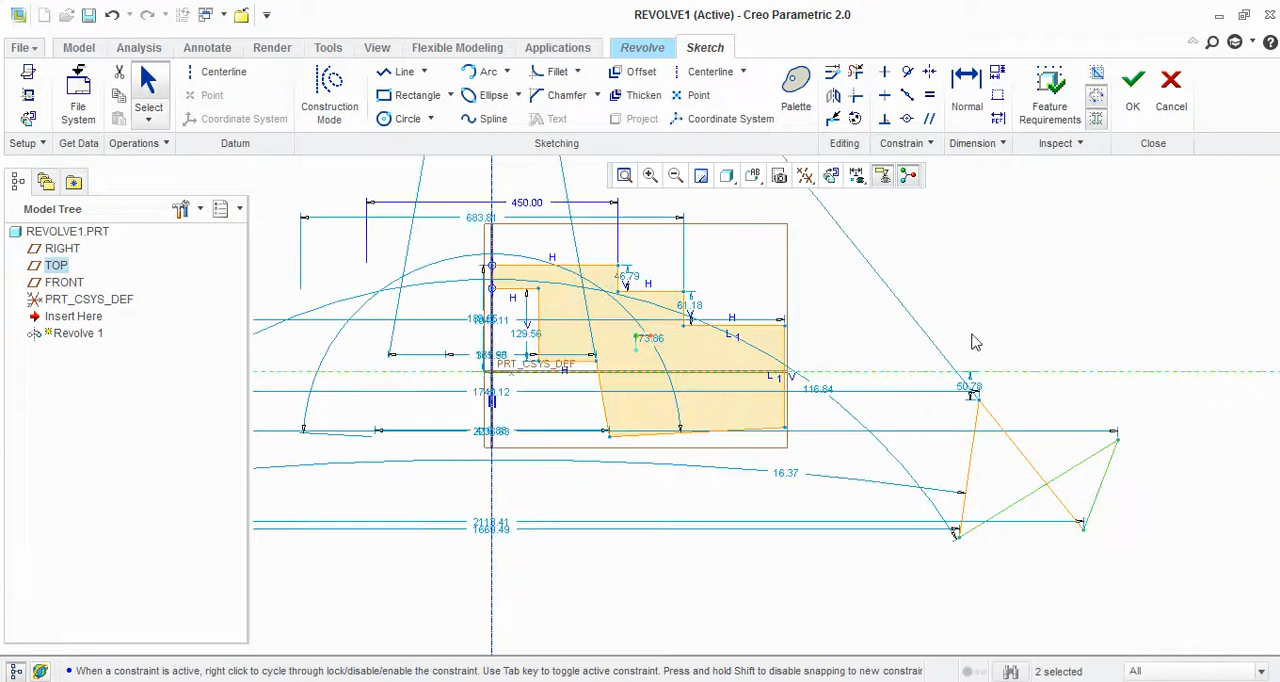 REVOLVE1 (Active) - Creo Parametric 2.0
File Model Analysis Annotate Render Tools View Flexible Modeling Applications Revolve Sketch
File System
Select
Centerline
Point
Coordinate System
Construction Mode
Line Arc Fillet Offset Centerline
Rectangle Ellipse Chamfer Thicken Point
Circle Spline Text Project Coordinate System
Palette
Normal
Feature Requirements
OK
Cancel
Setup Get Data Operations Datum Sketching Editing Constrain Dimension Inspect Close
Model Tree
REVOLVE1.PRT
RIGHT
TOP
FRONT
PRT_CSYS_DEF
Insert Here
Revolve 1
450.00
683.81
H
46.79
H
H
61.18
V
V
H
129.56
V
L 1
73.86
PRT_CSYS_DEF
H
L 1 V
116.84
50.78
16.37
2118.41
1669.49
When a constraint is active, right click to cycle through lock/disable/enable the constraint. Use Tab key to toggle active constraint. Press and hold Shift to disable snapping to new constrain
2 selected
All